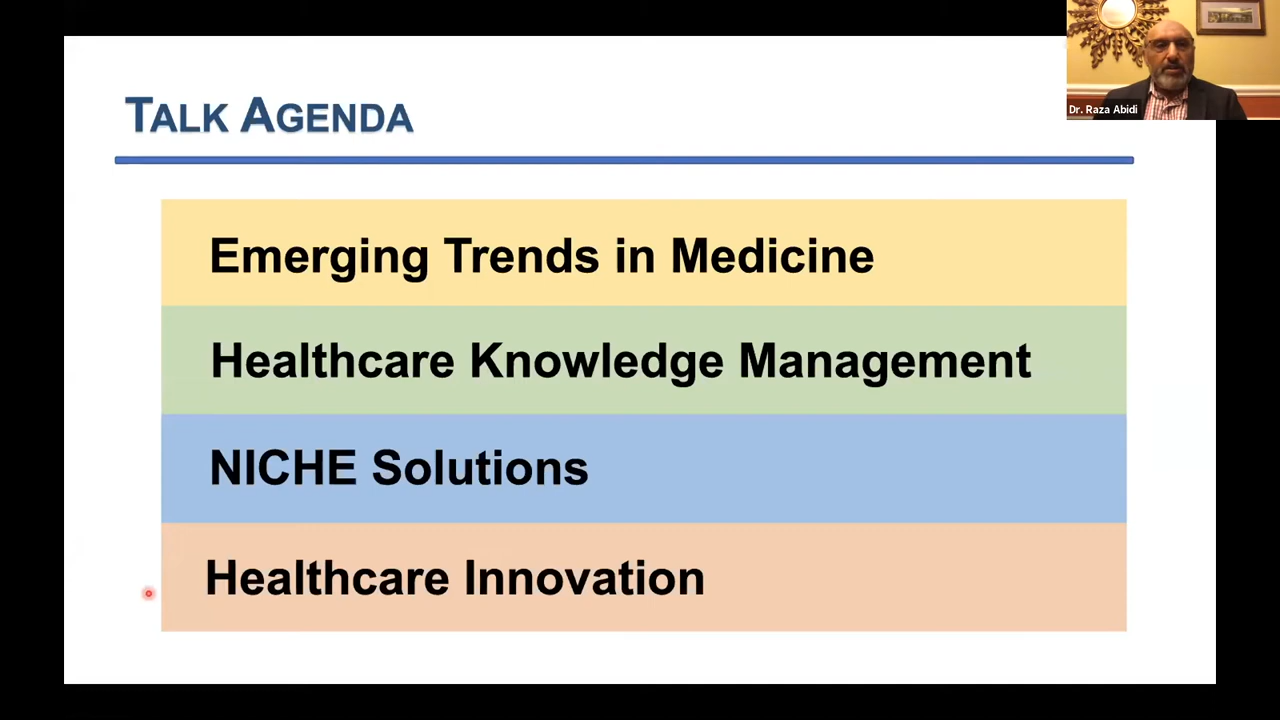 TALK AGENDA
Dr. Raza Abidi
Emerging Trends in Medicine
Healthcare Knowledge Management
NICHE Solutions
Healthcare Innovation